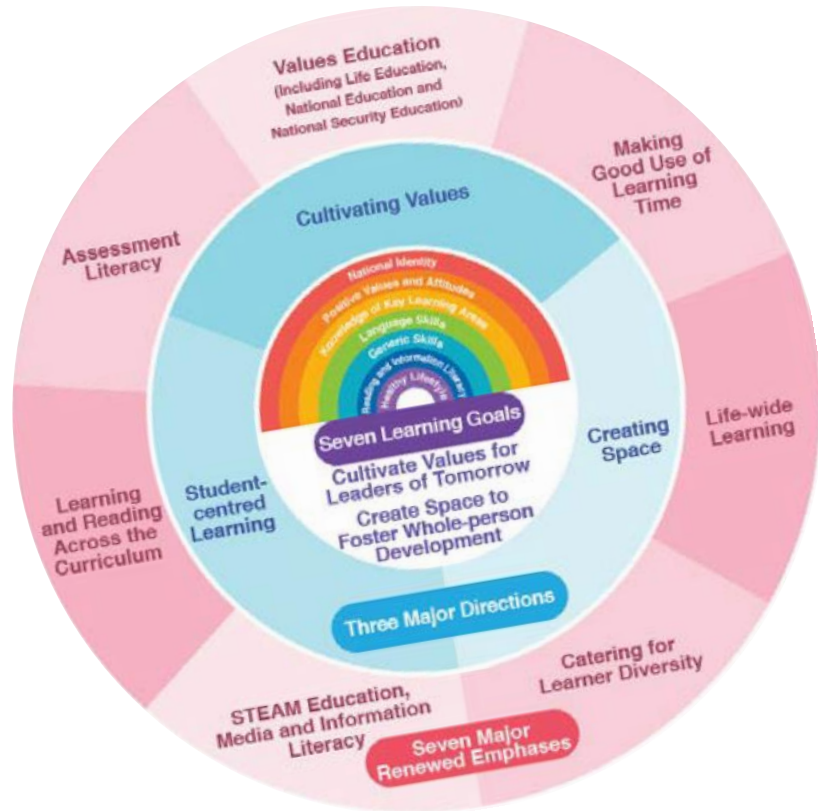 Values Education
(Including Life Education,
National Education and
National Security Education)
Making
Good Use of
Learning
Time
Life-wide
Learning
Catering for
Learner Diversity
STEAM Education,
Media and Information
Literacy
Learning
and Reading
Across the
Curriculum
Assessment
Literacy
Seven Major
Renewed Emphases
Cultivating Values
Creating
Space
Student-
centred
Learning
Three Major Directions
National Identity
Positive Values and Attitudes
Knowledge of Key Learning Areas
Language Skills
Generic Skills
Reading and Information Literacy
Healthy Lifestyle
Seven Learning Goals
Cultivate Values for
Leaders of Tomorrow
Create Space to
Foster Whole-person
Development